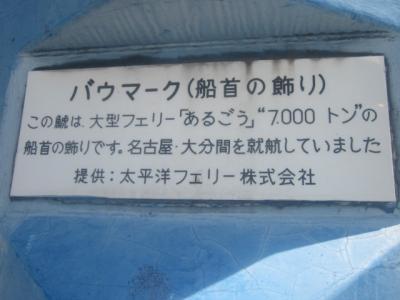 バウマーク(船首の飾り)
この鯱は、大型フェリー「あるごう」“7.000 トン”の
船首の飾りです。名古屋・大分間を就航していました
提供：太平洋フェリー株式会社